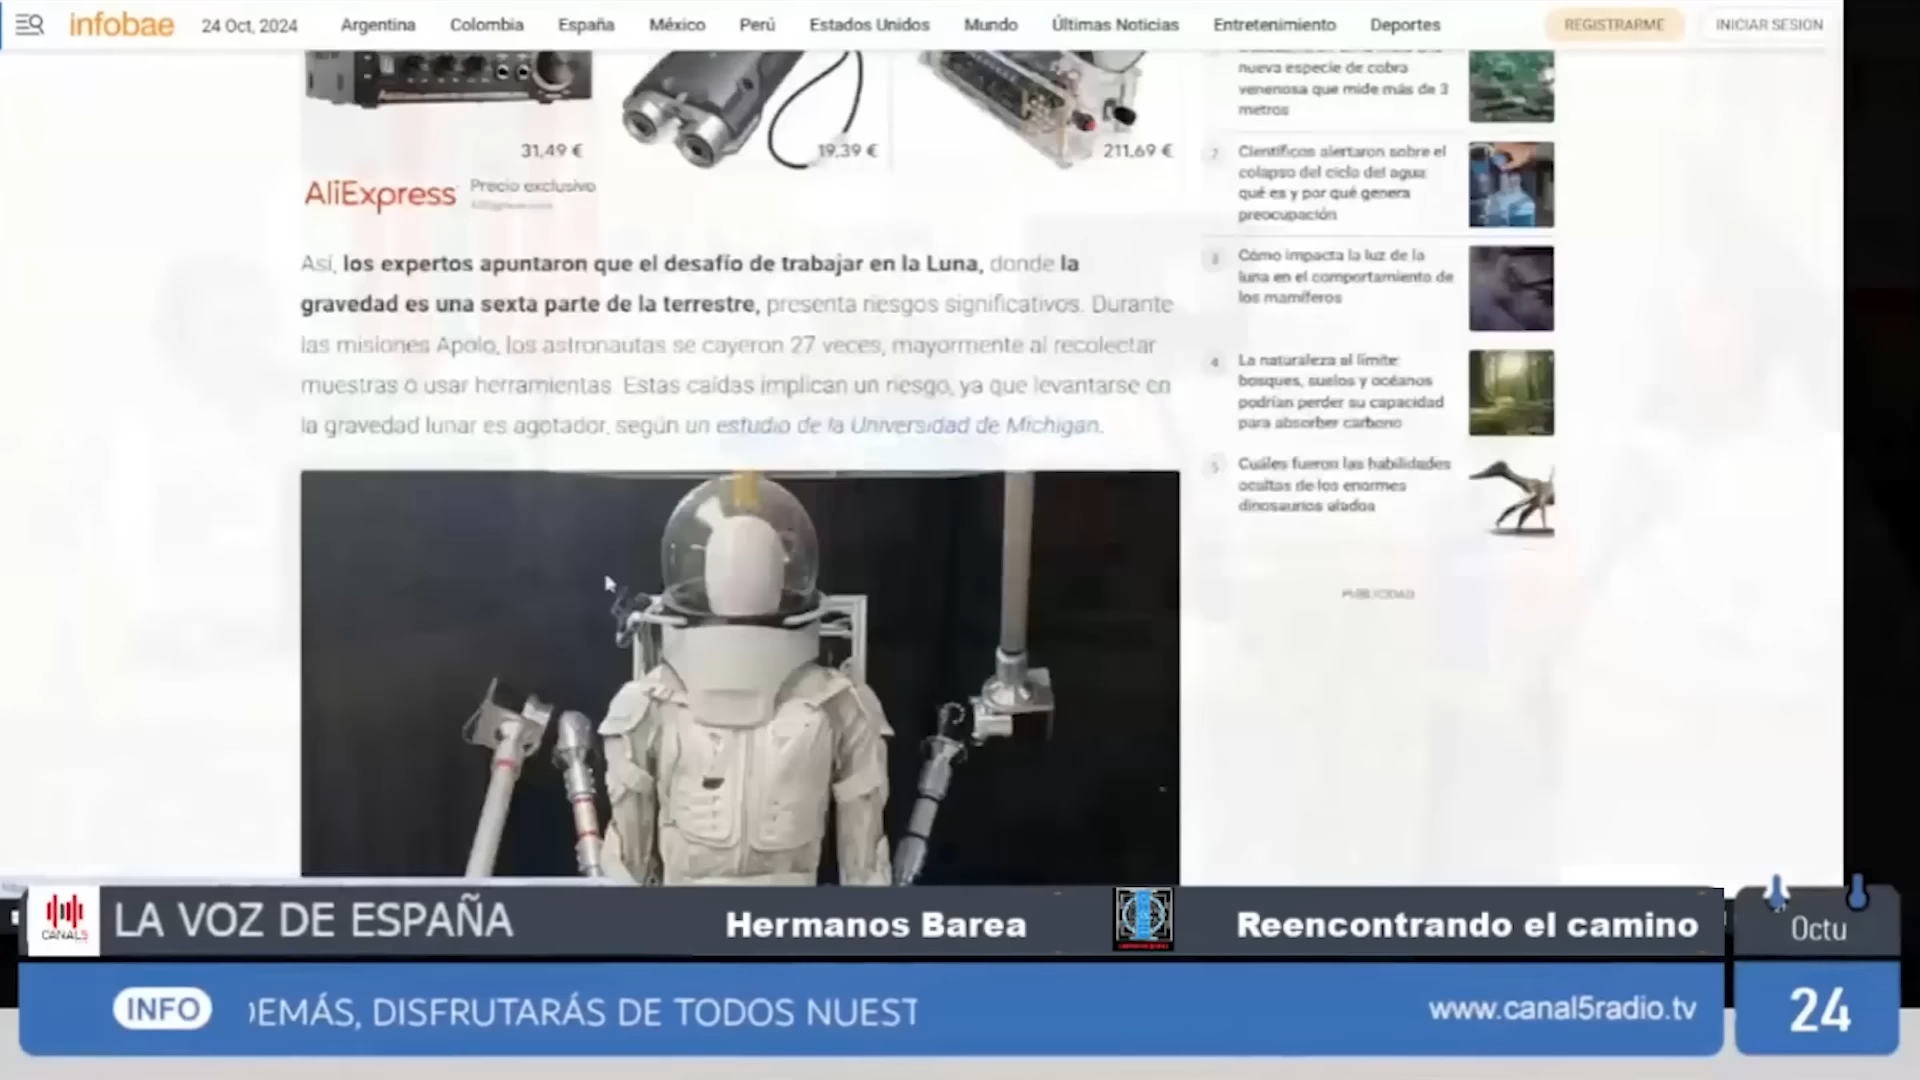 infobae
24 Oct, 2024
Argentina
Colombia
España
México
Perú
Estados Unidos
Mundo
Últimas Noticias
Entretenimiento
Deportes
REGISTRARME
INICIAR SESION
31,49 €
19,39 €
211,69 €
AliExpress
Precio exclusivo
Así, los expertos apuntaron que el desafío de trabajar en la Luna, donde la
gravedad es una sexta parte de la terrestre, presenta riesgos significativos. Durante
las misiones Apolo, los astronautas se cayeron 27 veces, mayormente al recolectar
muestras o usar herramientas. Estas caídas implican un riesgo, ya que levantarse en
la gravedad lunar es agotador, según un estudio de la Universidad de Michigan.
nueva especie de cobra
venenosa que mide más de 3
metros
2
Científicos alertaron sobre el
colapso del ciclo del agua:
qué es y por qué genera
preocupación
3
Cómo impacta la luz de la
luna en el comportamiento de
los mamíferos
4
La naturaleza al límite:
bosques, suelos y océanos
podrían perder su capacidad
para absorber carbono
5
Cuáles fueron las habilidades
ocultas de los enormes
dinosaurios alados
PUBLICIDAD
CANAL5
LA VOZ DE ESPAÑA
Hermanos Barea
Reencontrando el camino
Octu
INFO
DEMÁS, DISFRUTARÁS DE TODOS NUEST
www.canal5radio.tv
24